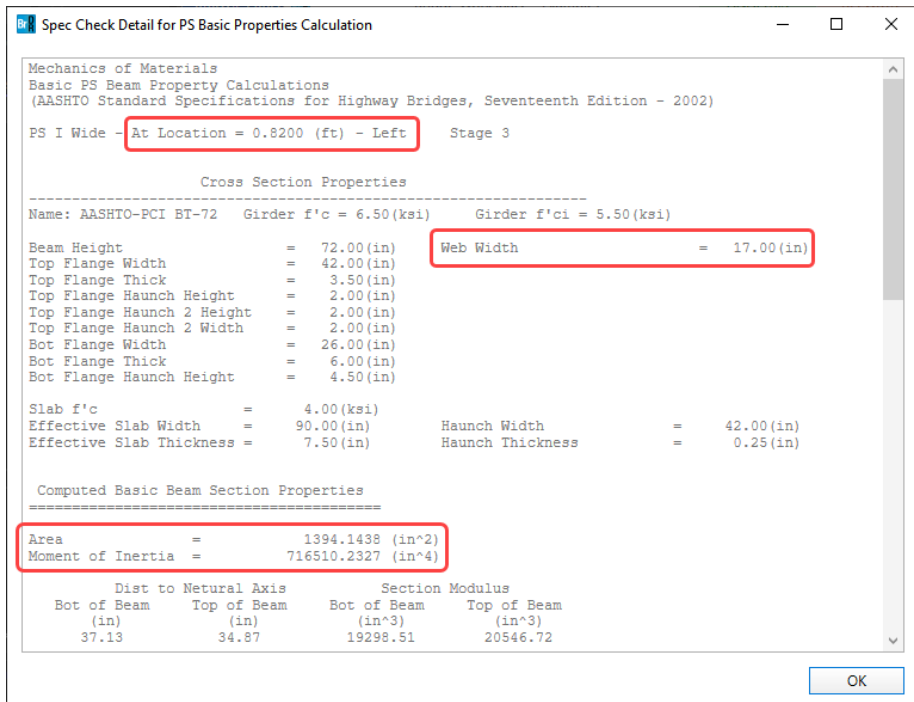 Spec Check Detail for PS Basic Properties Calculation
Mechanics of Materials
Basic PS Beam Property Calculations
(AASHTO Standard Specifications for Highway Bridges, Seventeenth Edition - 2002)
PS I Wide - At Location = 0.8200 (ft) - Left Stage 3
Cross Section Properties
Name: AASHTO-PCI BT-72 Girder f'c = 6.50(ksi) Girder f'ci = 5.50(ksi)
Beam Height = 72.00(in) Web Width = 17.00(in)
Top Flange Width = 42.00(in)
Top Flange Thick = 3.50(in)
Top Flange Haunch Height = 2.00(in)
Top Flange Haunch 2 Height = 2.00(in)
Top Flange Haunch 2 Width = 2.00(in)
Bot Flange Width = 26.00(in)
Bot Flange Thick = 6.00(in)
Bot Flange Haunch Height = 4.50(in)
Slab f'c = 4.00(ksi)
Effective Slab Width = 90.00(in) Haunch Width = 42.00(in)
Effective Slab Thickness = 7.50(in) Haunch Thickness = 0.25(in)
Computed Basic Beam Section Properties
Area = 1394.1438 (in^2)
Moment of Inertia = 716510.2327 (in^4)
Dist to Netural Axis Section Modulus
Bot of Beam Top of Beam Bot of Beam Top of Beam
(in) (in) (in^3) (in^3)
37.13 34.87 19298.51 20546.72
OK